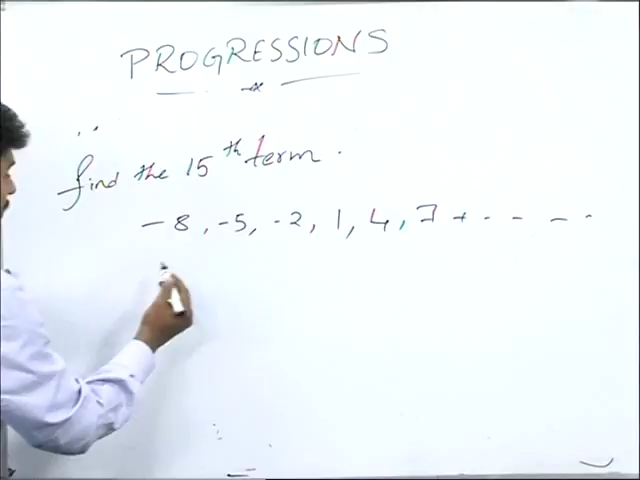 PROGRESSIONS
find the 15th term.
-8, -5, -2, 1, 4, 7 + - - - -